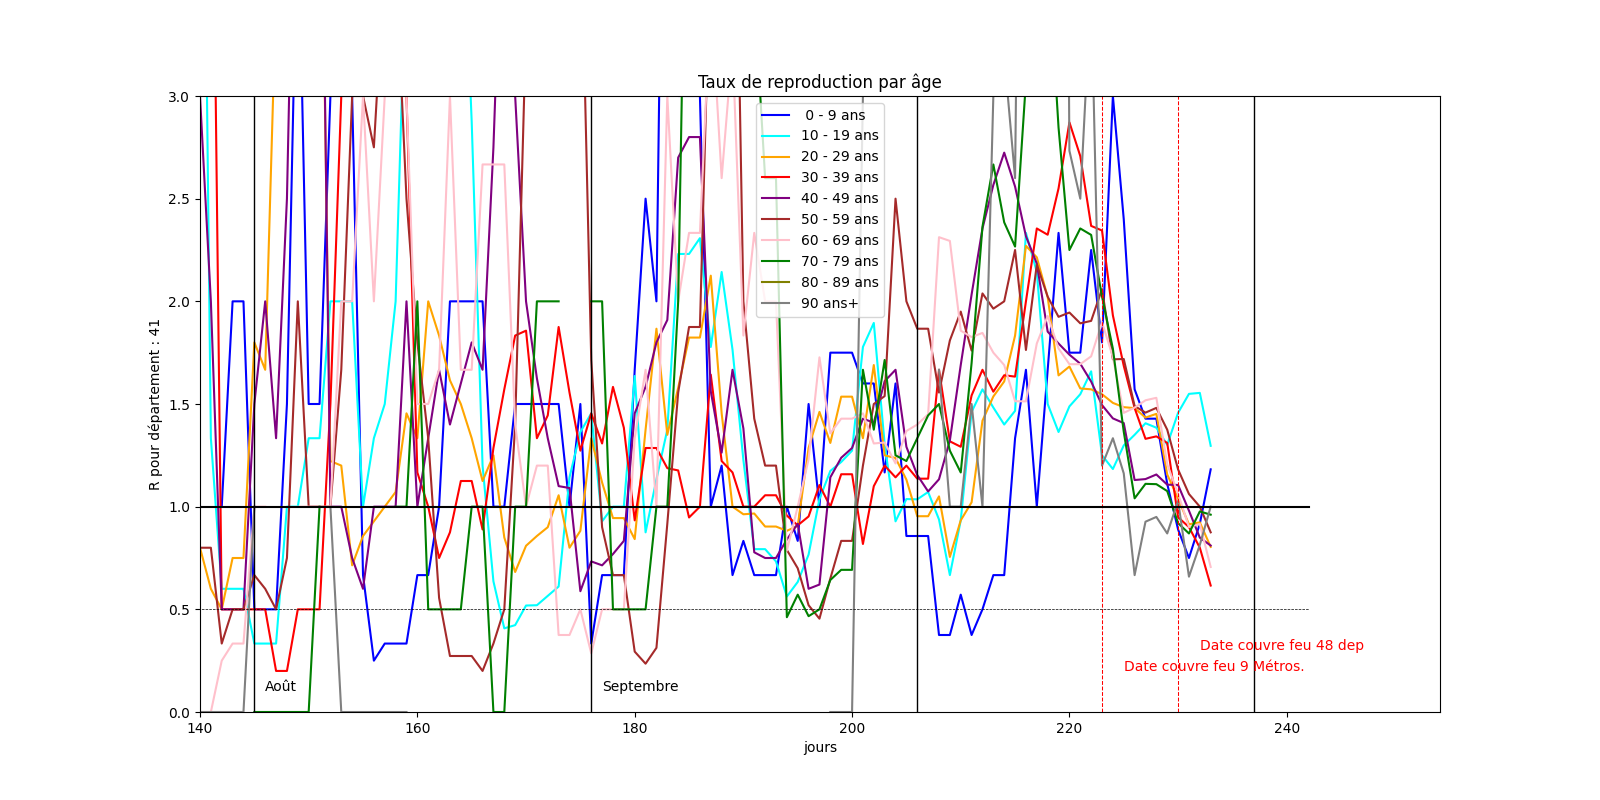 Taux de reproduction par âge
R pour département : 41
3.0
2.5
2.0
1.5
1.0
0.5
0.0
0 - 9 ans
10 - 19 ans
20 - 29 ans
30 - 39 ans
40 - 49 ans
50 - 59 ans
60 - 69 ans
70 - 79 ans
80 - 89 ans
90 ans+
Date couvre feu 48 dep
Date couvre feu 9 Métros.
Août
Septembre
140
160
180
200
220
240
jours